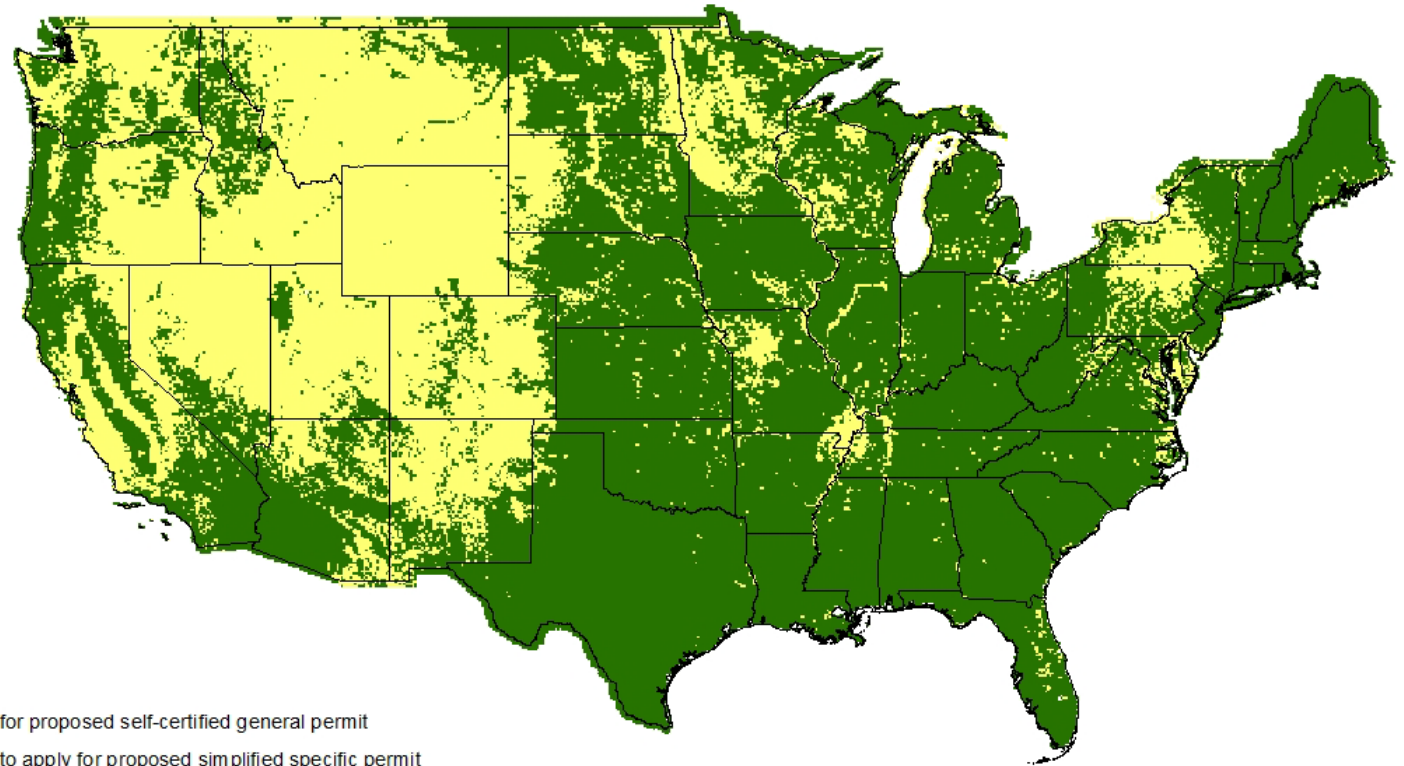 for proposed self-certified general permit
to apply for proposed simplified specific permit